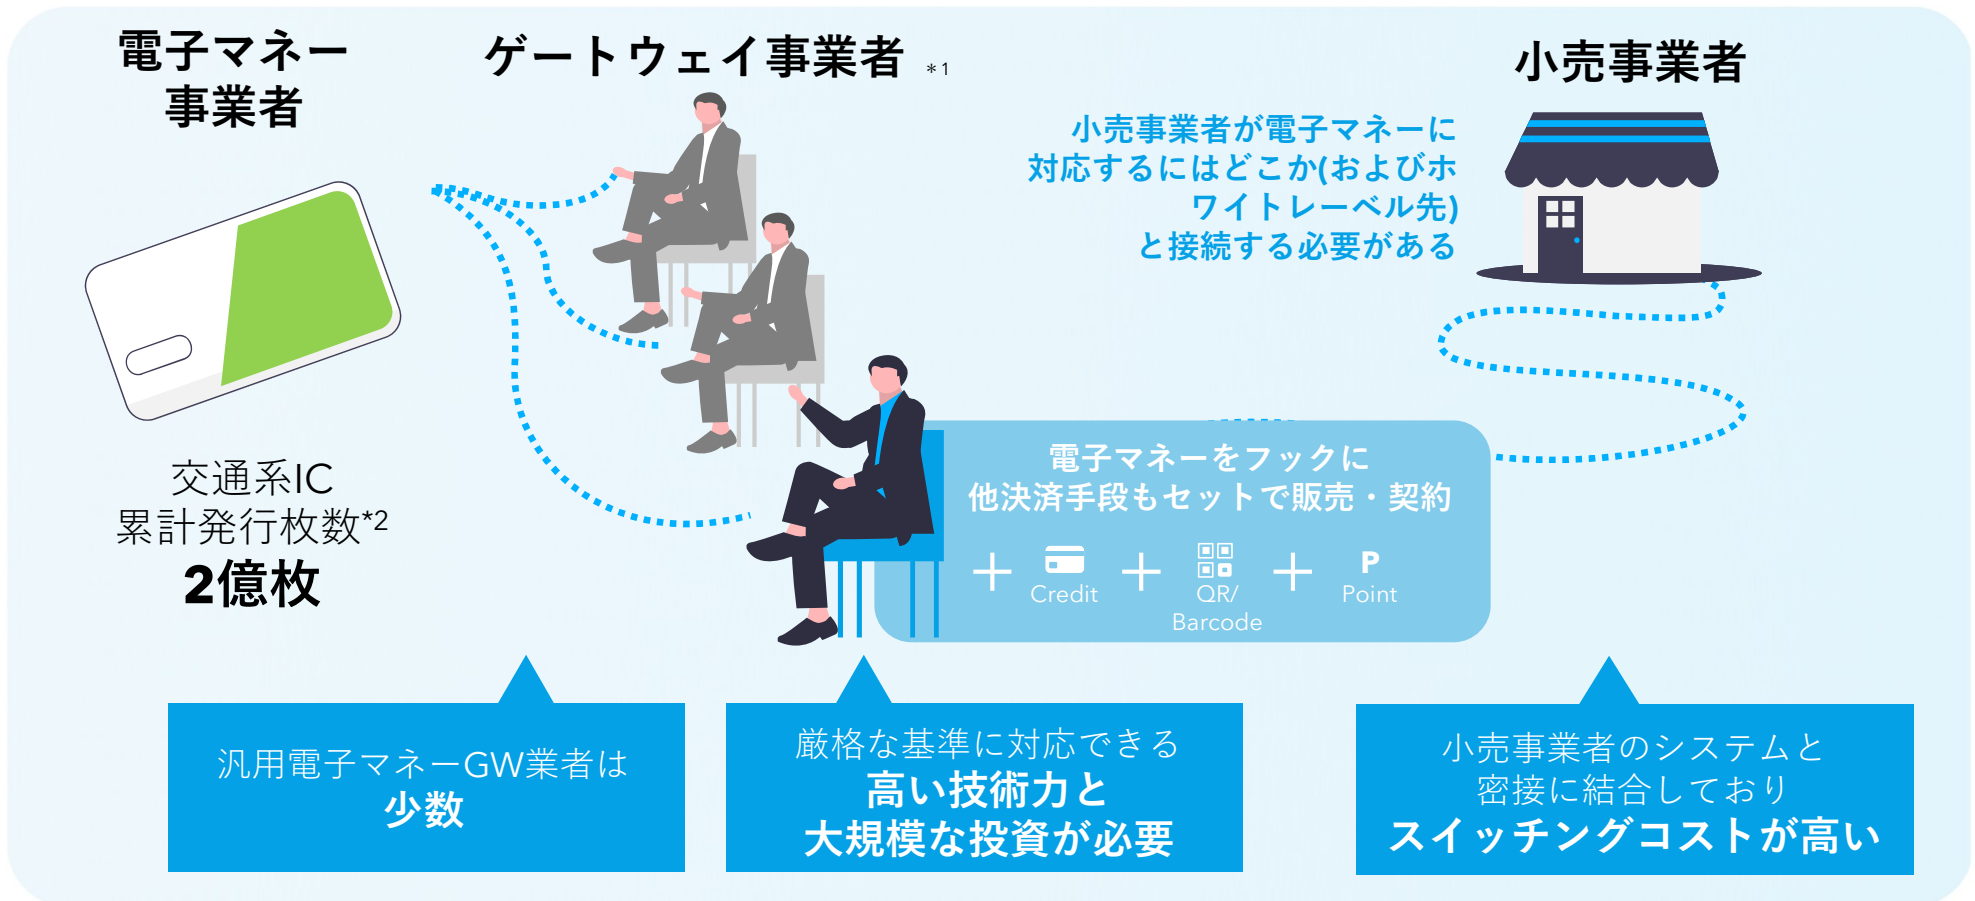 電子マネー
事業者
ゲートウェイ事業者 *1
小売事業者
小売事業者が電子マネーに
対応するにはどこか(およびホ
ワイトレーベル先)
と接続する必要がある
交通系IC
累計発行枚数*2
2億枚
電子マネーをフックに
他決済手段もセットで販売・契約
Credit
QR/
Barcode
P
Point
汎用電子マネーGW業者は
少数
厳格な基準に対応できる
高い技術力と
大規模な投資が必要
小売事業者のシステムと
密接に結合しており
スイッチングコストが高い